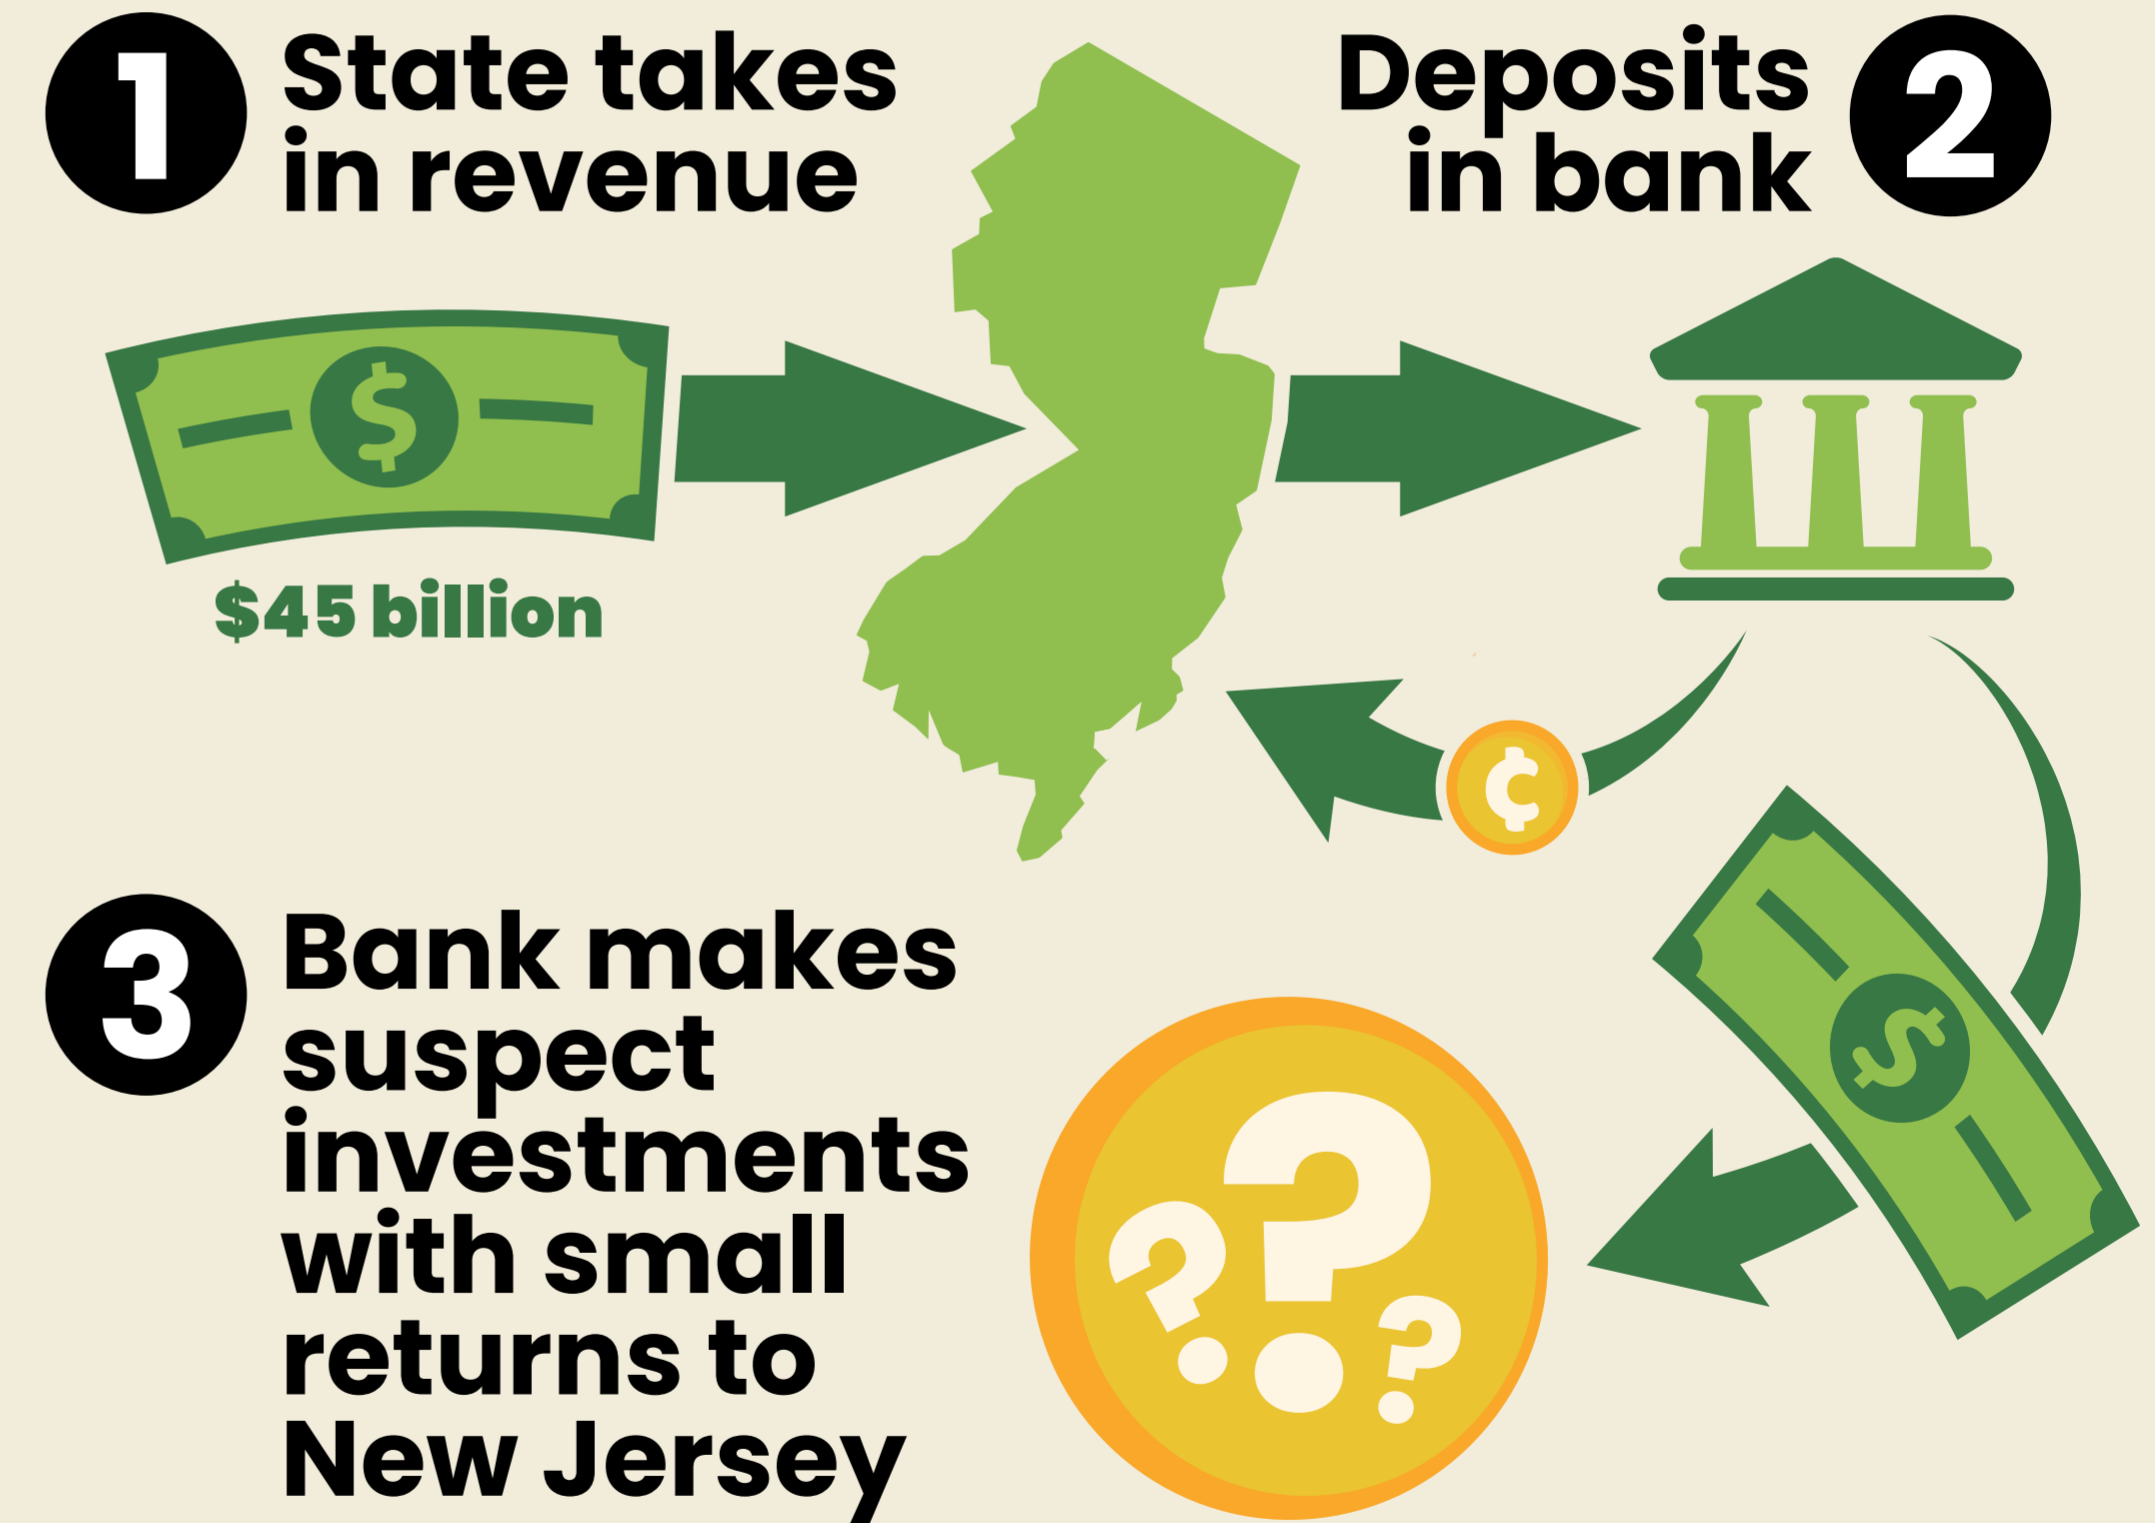 1
State takes
in revenue
Deposits
in bank
2
$
$45 billion
¢
$
3
Bank makes
suspect
investments
with small
returns to
New Jersey
?
?
?